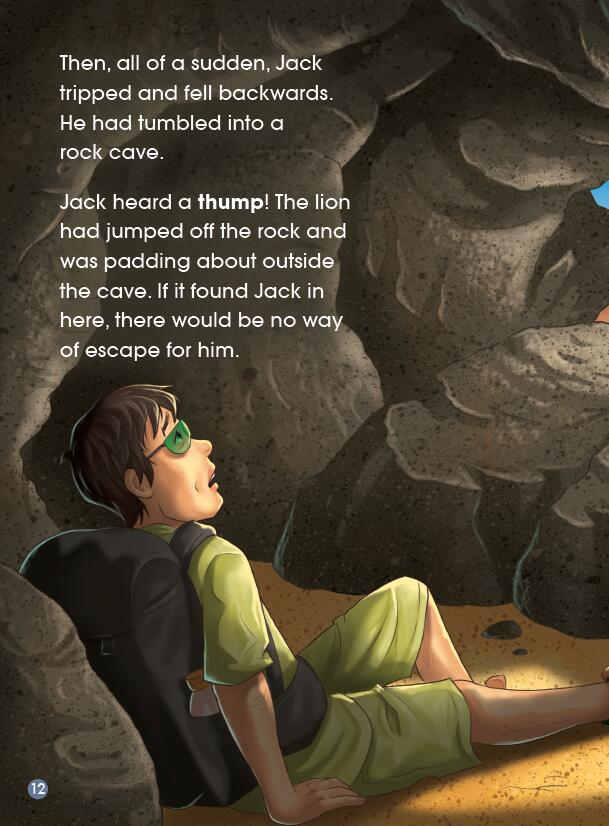 Then, all of a sudden, Jack
tripped and fell backwards.
He had tumbled into a
rock cave.
Jack heard a thump! The lion
had jumped off the rock and
was padding about outside
the cave. If it found Jack in
here, there would be no way
of escape for him.
12